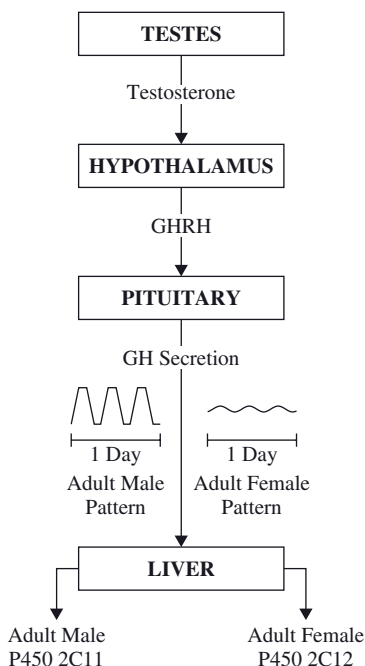 TESTES
Testosterone
HYPOTHALAMUS
GHRH
PITUITARY
GH Secretion
1 Day
Adult Male
Pattern
1 Day
Adult Female
Pattern
LIVER
Adult Male
P450 2C11
Adult Female
P450 2C12